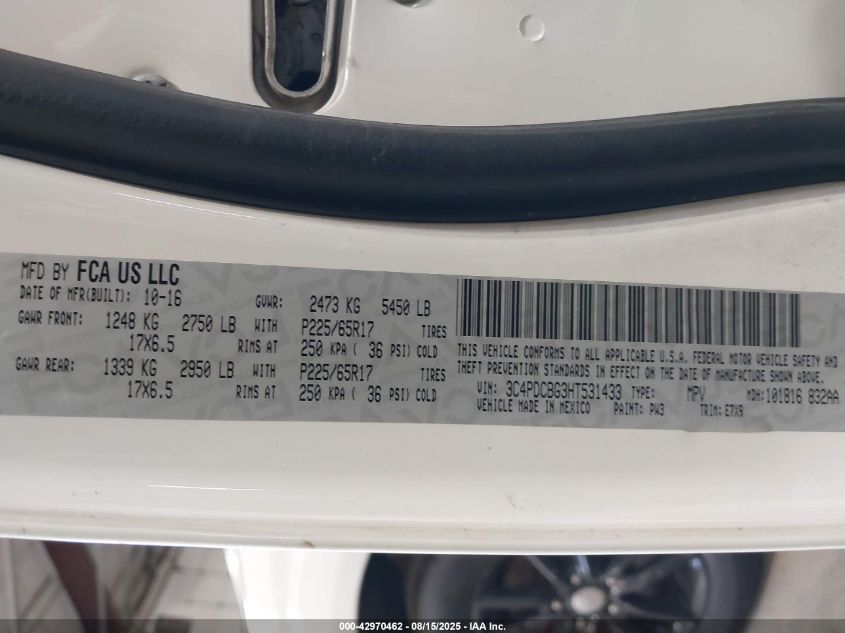 MFD BY FCA US LLC
DATE OF MFR(BUILT): 10-16 GVWR: 2473 KG 5450 LB
GAWR FRONT: 1248 KG 2750 LB WITH P225/65R17 TIRES
17X6.5 RIMS AT 250 KPA ( 36 PSI) COLD
GAWR REAR: 1339 KG 2950 LB WITH P225/65R17 TIRES
17X6.5 RIMS AT 250 KPA ( 36 PSI) COLD
THIS VEHICLE CONFORMS TO ALL APPLICABLE U.S.A. FEDERAL MOTOR VEHICLE SAFETY AND
THEFT PREVENTION STANDARDS IN EFFECT ON THE DATE OF MANUFACTURE SHOWN ABOVE.
VIN: 3C4PDCBG3HT531433 TYPE: MPV MDH: 101816 832AA
VEHICLE MADE IN MEXICO PAINT: PW3 TRIM: E7X9
000-42970462 - 08/15/2025 - IAA Inc.